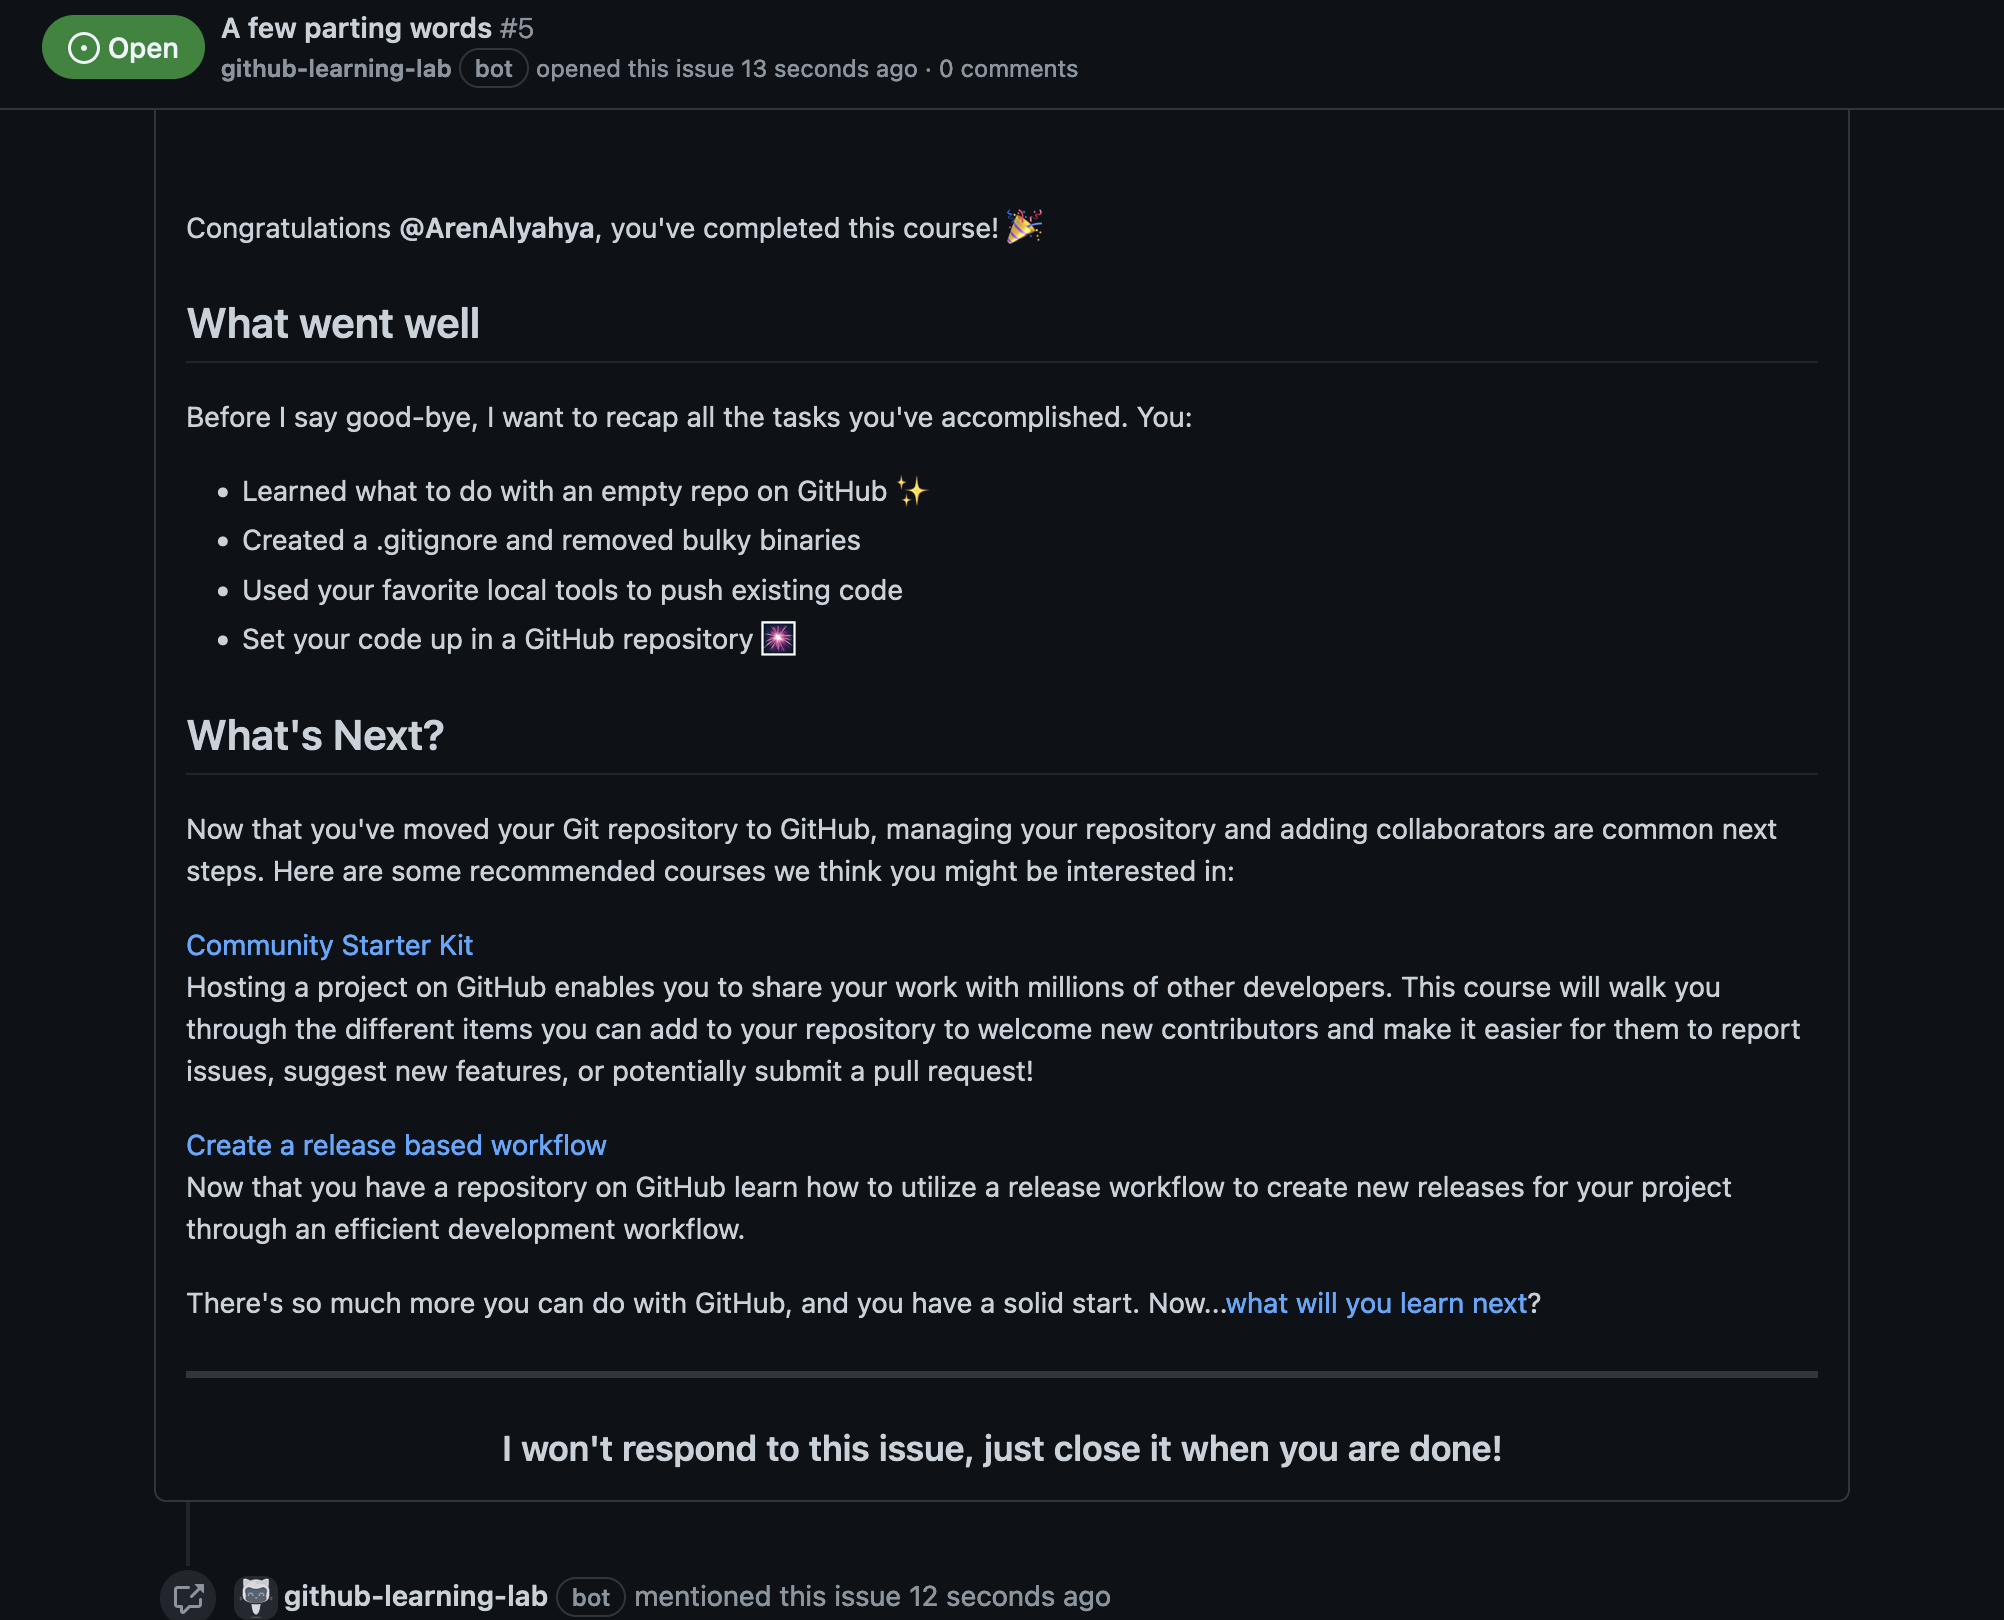 Open
A few parting words #5
github-learning-lab bot opened this issue 13 seconds ago · 0 comments
Congratulations @ArenAlyahya, you've completed this course! 🎉
What went well
Before I say good-bye, I want to recap all the tasks you've accomplished. You:
• Learned what to do with an empty repo on GitHub ✨
• Created a .gitignore and removed bulky binaries
• Used your favorite local tools to push existing code
• Set your code up in a GitHub repository 🎆
What's Next?
Now that you've moved your Git repository to GitHub, managing your repository and adding collaborators are common next
steps. Here are some recommended courses we think you might be interested in:
Community Starter Kit
Hosting a project on GitHub enables you to share your work with millions of other developers. This course will walk you
through the different items you can add to your repository to welcome new contributors and make it easier for them to report
issues, suggest new features, or potentially submit a pull request!
Create a release based workflow
Now that you have a repository on GitHub learn how to utilize a release workflow to create new releases for your project
through an efficient development workflow.
There's so much more you can do with GitHub, and you have a solid start. Now...what will you learn next?
I won't respond to this issue, just close it when you are done!
github-learning-lab bot mentioned this issue 12 seconds ago